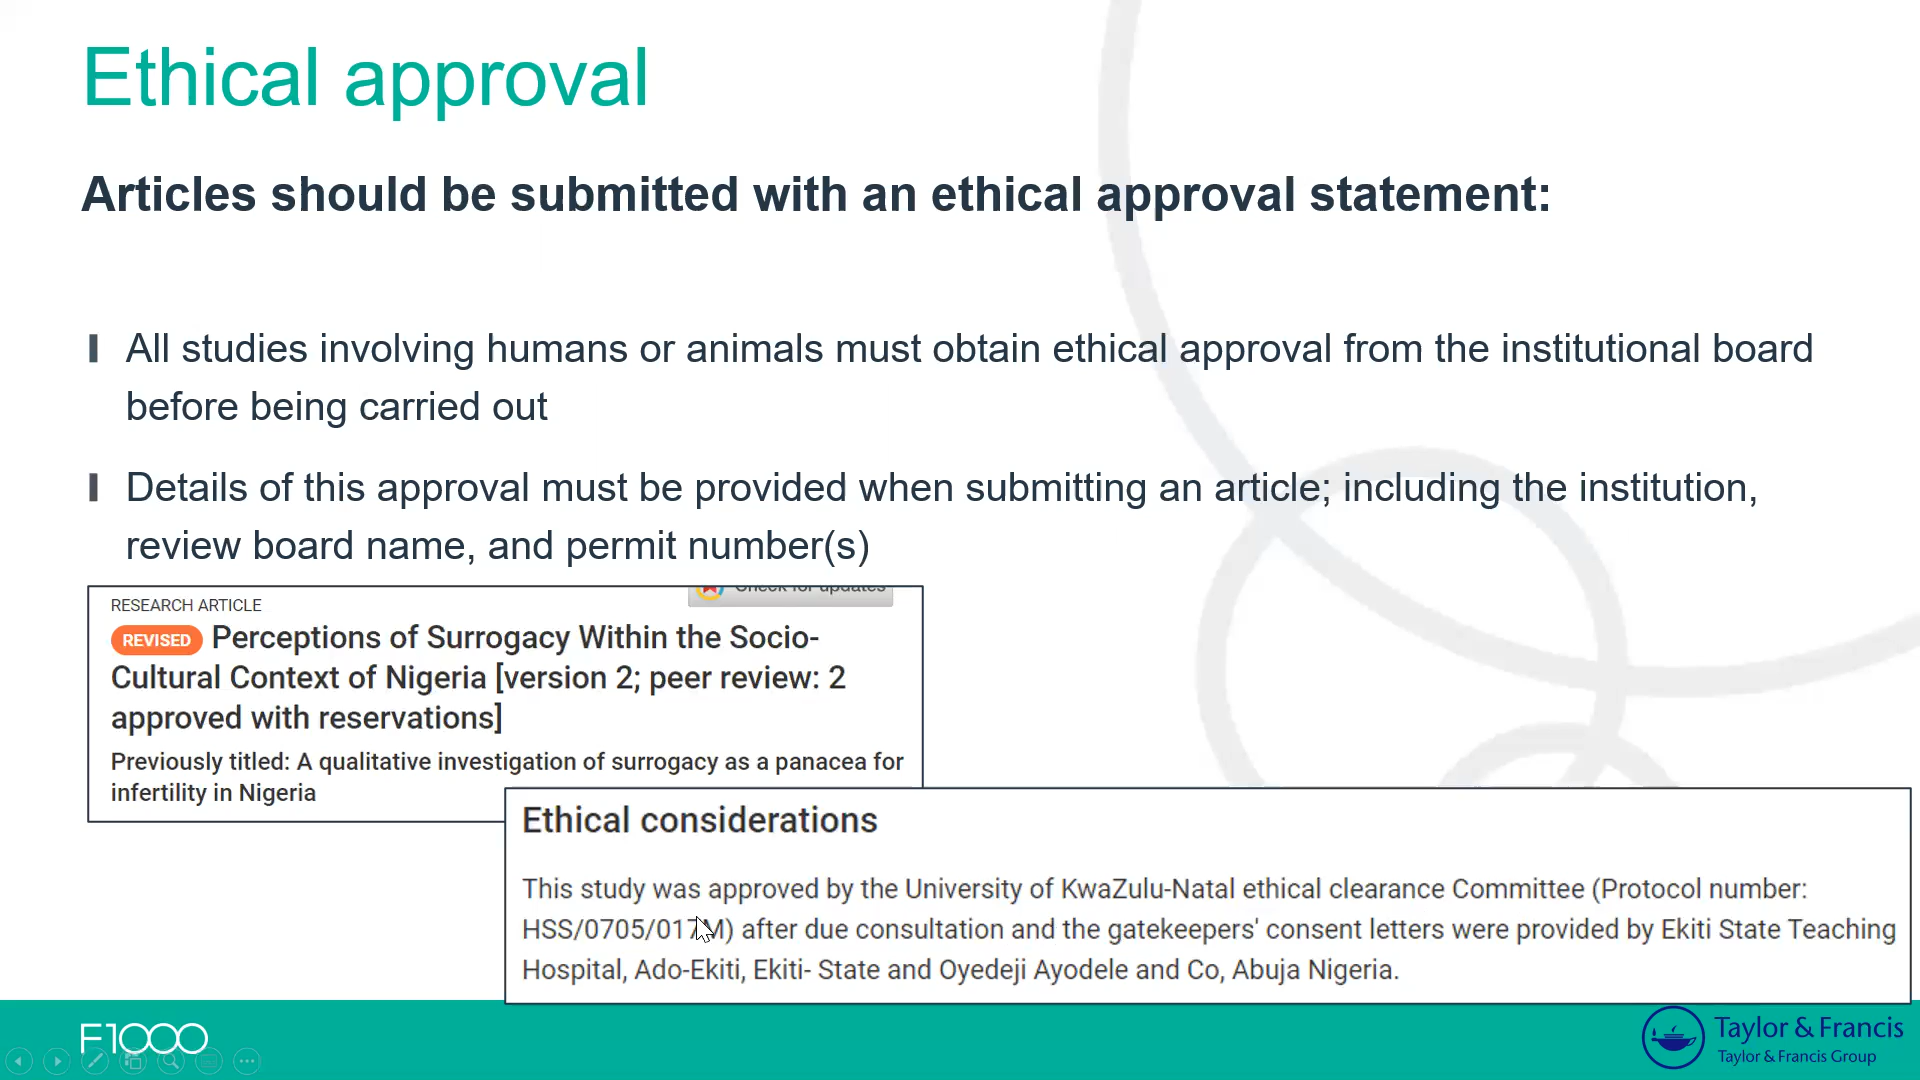 Ethical approval
Articles should be submitted with an ethical approval statement:
All studies involving humans or animals must obtain ethical approval from the institutional board
before being carried out
Details of this approval must be provided when submitting an article; including the institution,
review board name, and permit number(s)
Check for updates
RESEARCH ARTICLE
REVISED Perceptions of Surrogacy Within the Socio-
Cultural Context of Nigeria [version 2; peer review: 2
approved with reservations]
Previously titled: A qualitative investigation of surrogacy as a panacea for
infertility in Nigeria
Ethical considerations
This study was approved by the University of KwaZulu-Natal ethical clearance Committee (Protocol number:
HSS/0705/017M) after due consultation and the gatekeepers' consent letters were provided by Ekiti State Teaching
Hospital, Ado-Ekiti, Ekiti- State and Oyedeji Ayodele and Co, Abuja Nigeria.
F1000
Taylor & Francis
Taylor & Francis Group